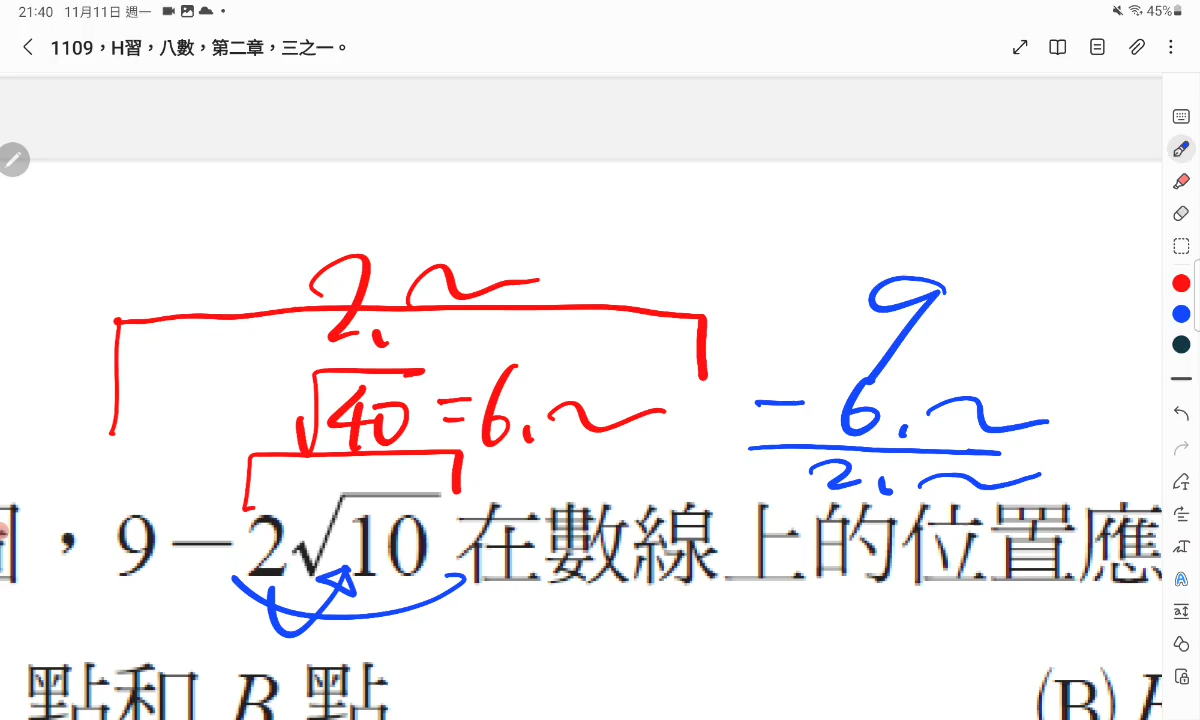 21:40 11月11日 週一 45%
1109,H習,八數,第二章,三之一。
2.~
9
√40=6.~
-6.~
2.~
,9-2√10 在數線上的位置應
點和 B 點
(B)